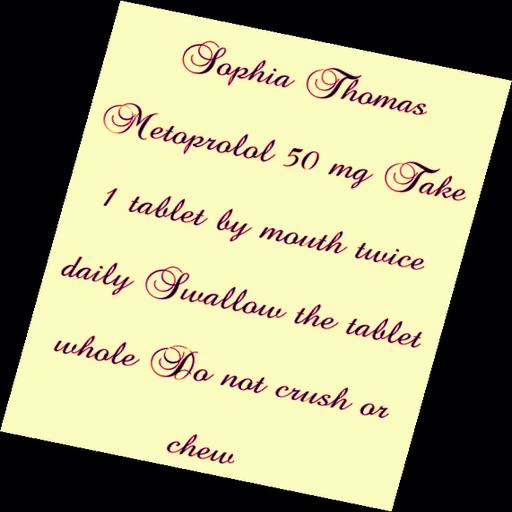 Sophia Thomas
Metoprolol 50 mg Take
1 tablet by mouth twice
daily Swallow the tablet
whole Do not crush or
chew